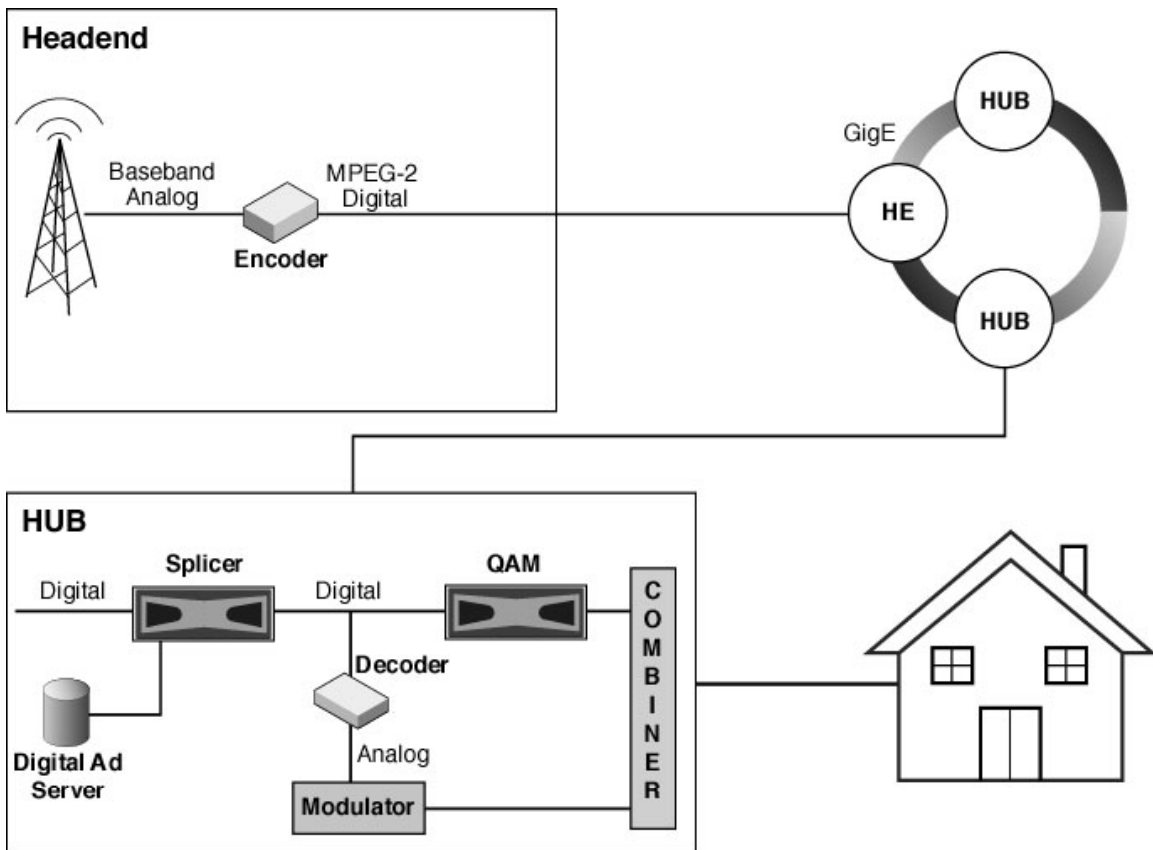 Headend
Baseband
Analog
MPEG-2
Digital
Encoder
GigE
HUB
HE
HUB
HUB
Splicer
QAM
Digital
Digital
Decoder
Analog
Digital Ad
Server
Modulator
COMBINER